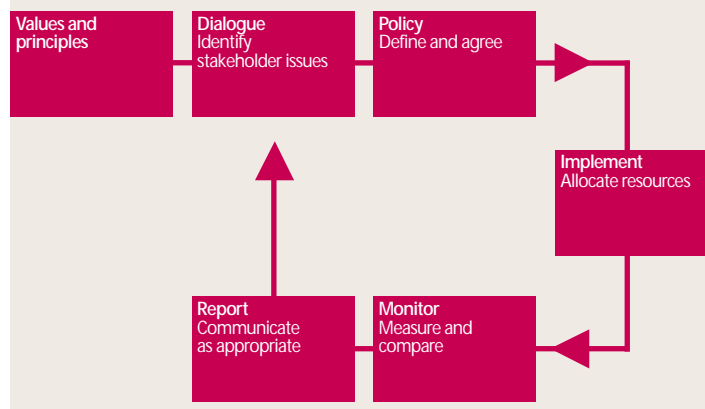 Values and
principles
Dialogue
Identify
stakeholder issues
Policy
Define and agree
Implement
Allocate resources
Monitor
Measure and
compare
Report
Communicate
as appropriate